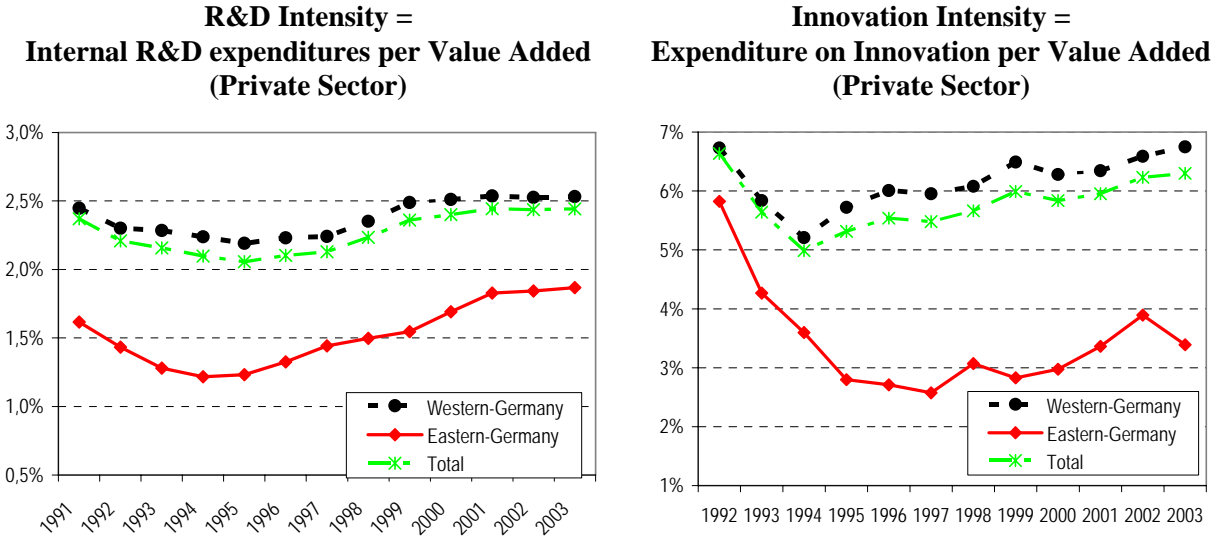 R&D Intensity =
Internal R&D expenditures per Value Added
(Private Sector)
3,0%
2,5%
2,0%
1,5%
1,0%
0,5%
Western-Germany
Eastern-Germany
Total
1991 1992 1993 1994 1995 1996 1997 1998 1999 2000 2001 2002 2003
Innovation Intensity =
Expenditure on Innovation per Value Added
(Private Sector)
7%
6%
5%
4%
3%
2%
1%
Western-Germany
Eastern-Germany
Total
1992 1993 1994 1995 1996 1997 1998 1999 2000 2001 2002 2003